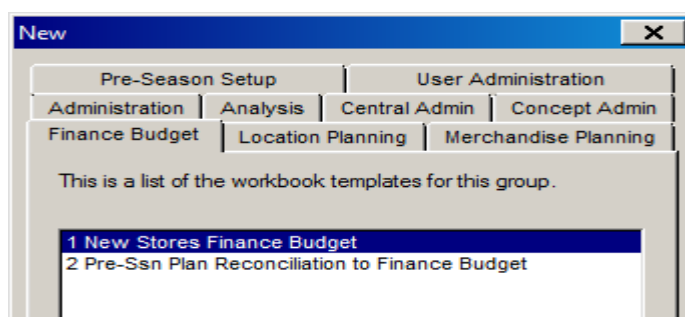 New
Pre-Season Setup User Administration
Administration Analysis Central Admin Concept Admin
Finance Budget Location Planning Merchandise Planning
This is a list of the workbook templates for this group.
1 New Stores Finance Budget
2 Pre-Ssn Plan Reconciliation to Finance Budget